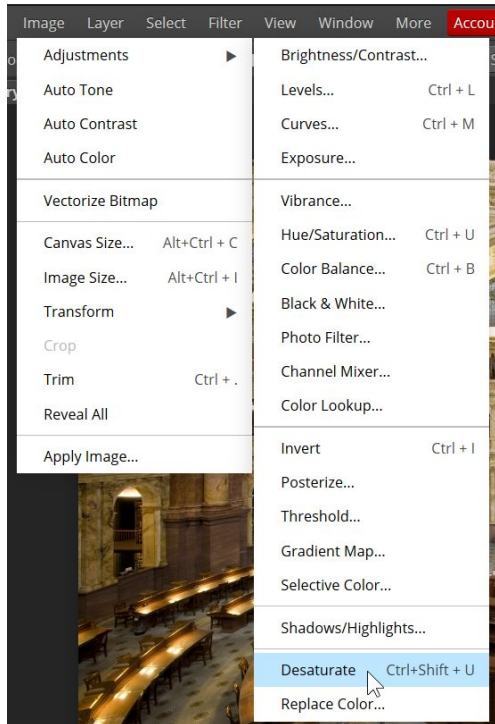 Image Layer Select Filter View Window More Accou
Adjustments
Auto Tone
Auto Contrast
Auto Color
Vectorize Bitmap
Canvas Size... Alt+Ctrl + C
Image Size... Alt+Ctrl + I
Transform
Crop
Trim Ctrl + .
Reveal All
Apply Image...
Brightness/Contrast...
Levels... Ctrl + L
Curves... Ctrl + M
Exposure...
Vibrance...
Hue/Saturation... Ctrl + U
Color Balance... Ctrl + B
Black & White...
Photo Filter...
Channel Mixer...
Color Lookup...
Invert Ctrl + I
Posterize...
Threshold...
Gradient Map...
Selective Color...
Shadows/Highlights...
Desaturate Ctrl+Shift + U
Replace Color...